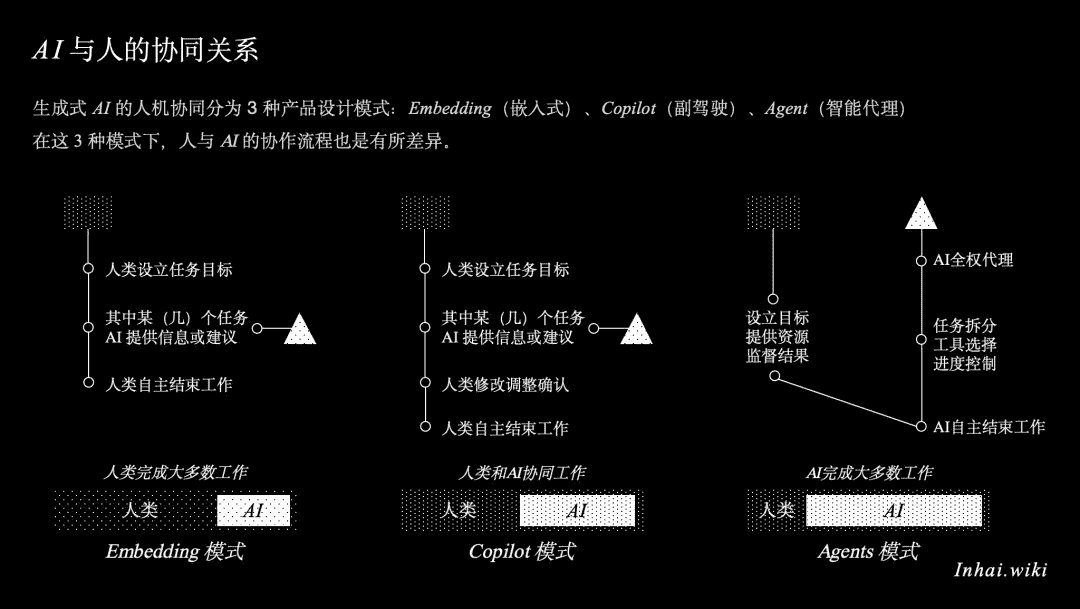 AI 与人的协同关系
生成式 AI 的人机协同分为 3 种产品设计模式：Embedding（嵌入式）、Copilot（副驾驶）、Agent（智能代理）
在这 3 种模式下，人与 AI 的协作流程也是有所差异。
人类设立任务目标
其中某（几）个任务
AI 提供信息或建议
人类自主结束工作
人类完成大多数工作
人类
AI
Embedding 模式
人类设立任务目标
其中某（几）个任务
AI 提供信息或建议
人类修改调整确认
人类自主结束工作
人类和AI协同工作
人类
AI
Copilot 模式
设立目标
提供资源
监督结果
AI全权代理
任务拆分
工具选择
进度控制
AI自主结束工作
AI完成大多数工作
人类
AI
Agents 模式
Inhai.wiki